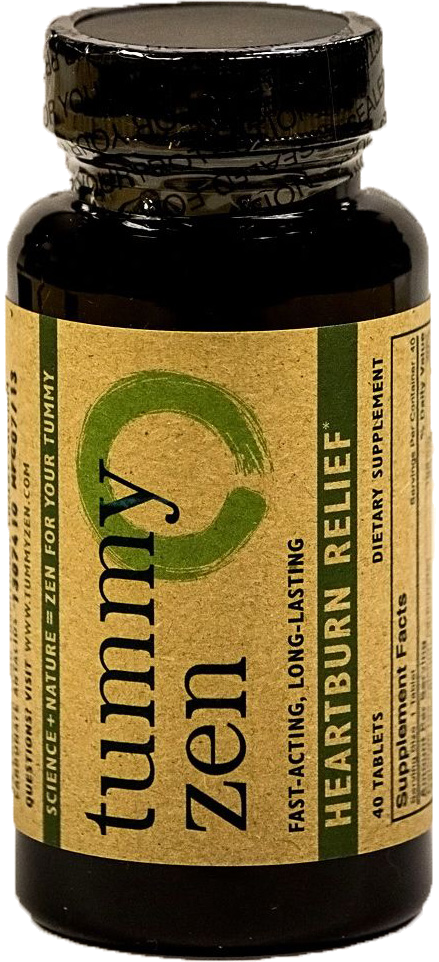 tummy
zen
FAST-ACTING, LONG-LASTING
HEARTBURN RELIEF*
40 TABLETS
DIETARY SUPPLEMENT
SCIENCE + NATURE = ZEN FOR YOUR TUMMY
QUESTIONS? VISIT WWW.TUMMYZEN.COM
Supplement Facts
Serving Size: 1 Tablet
Servings Per Container: 40
% Daily Value